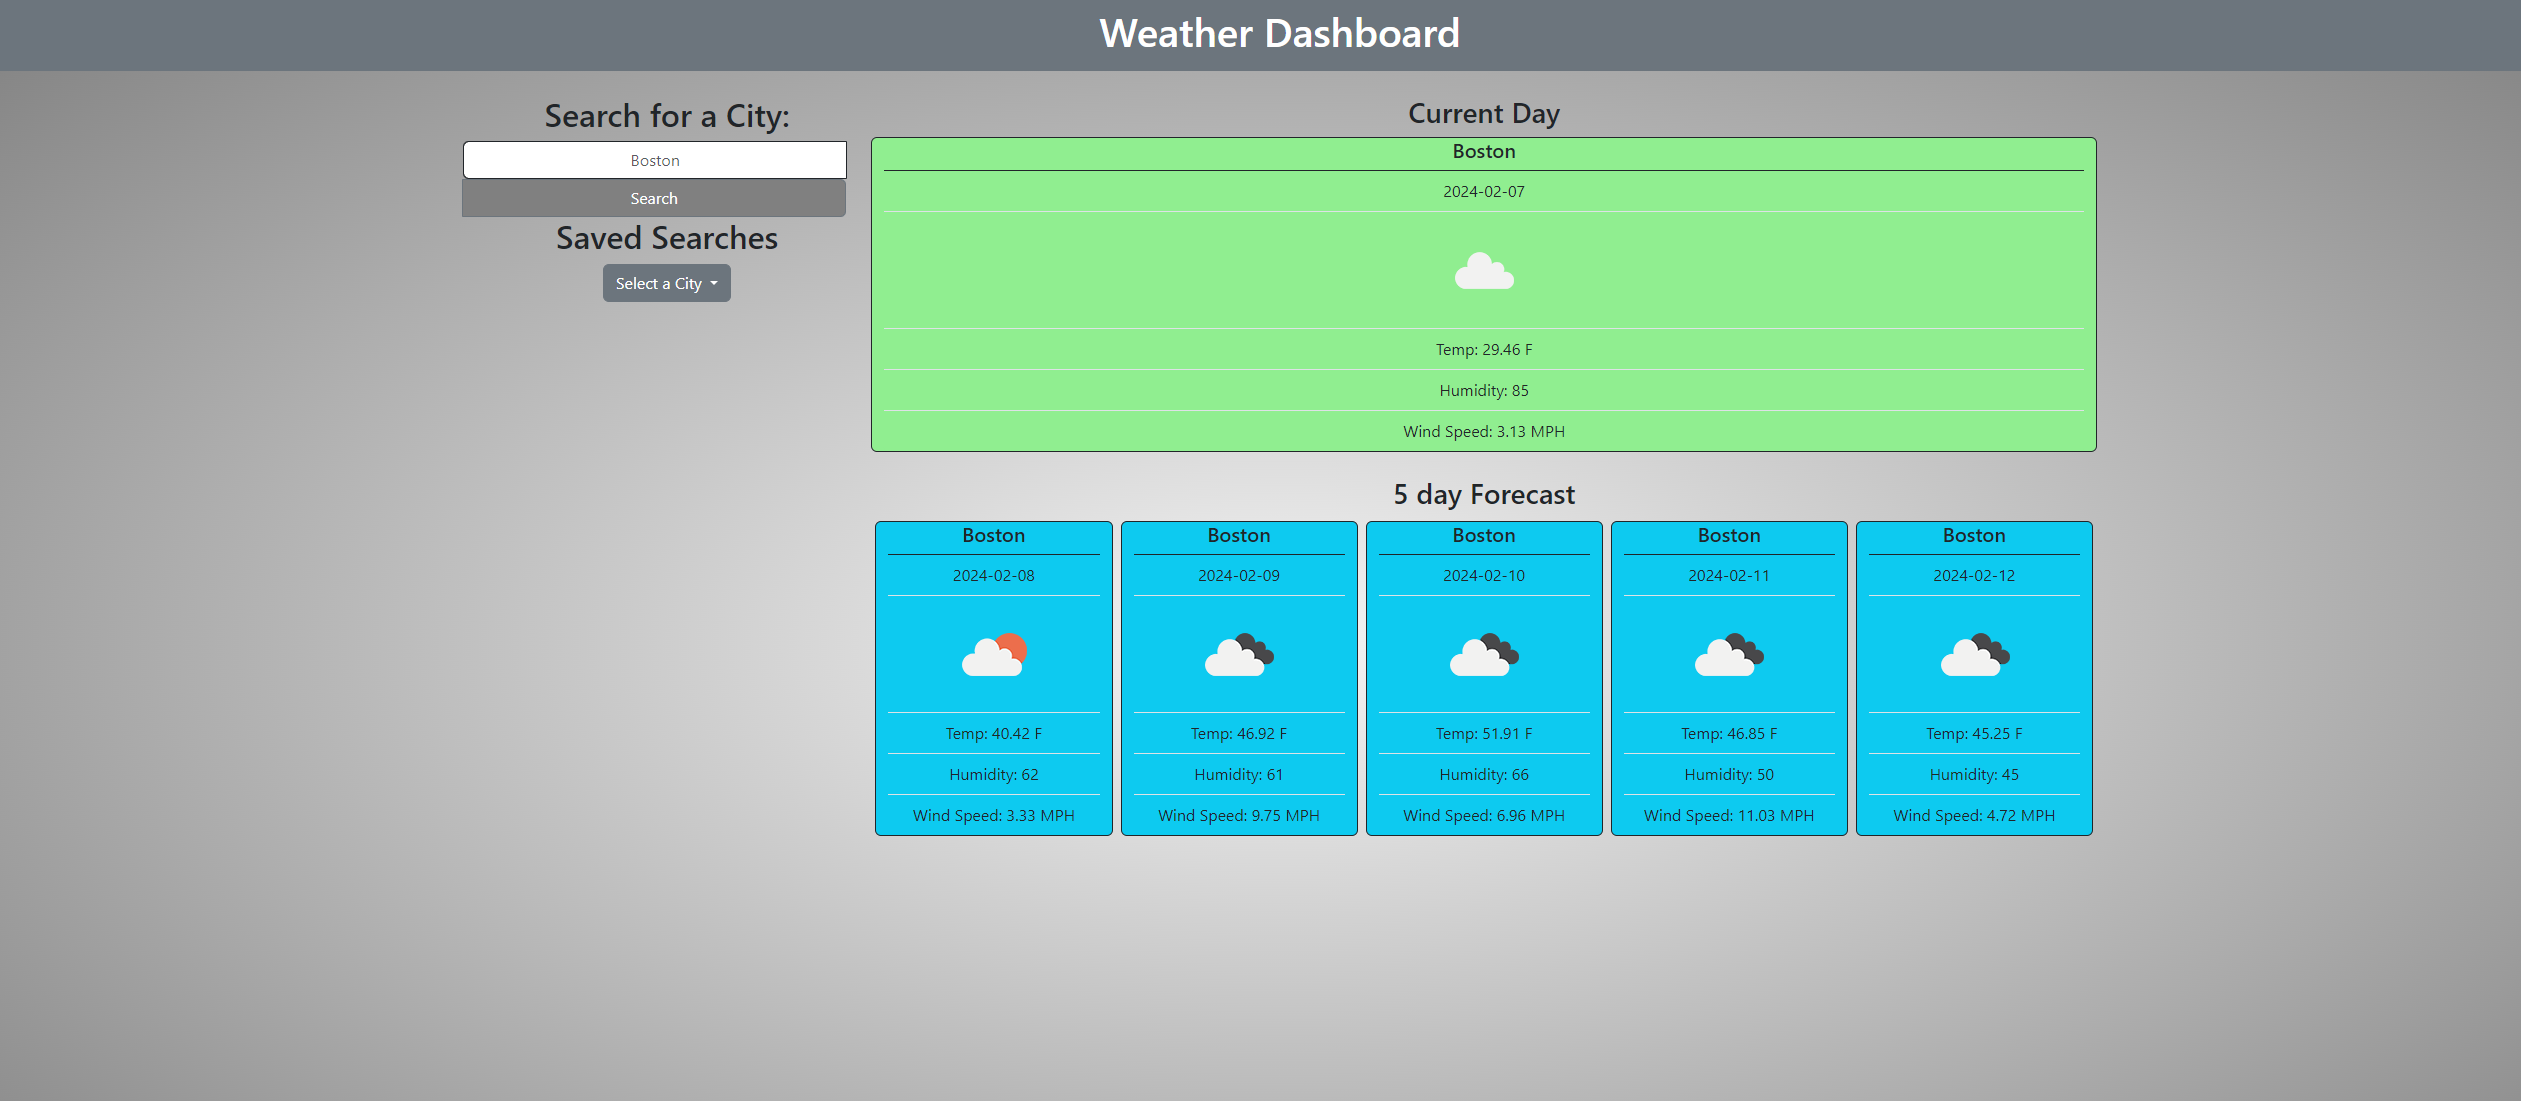 Weather Dashboard
Search for a City:
Boston
Search
Saved Searches
Select a City
Current Day
Boston
2024-02-07
Temp: 29.46 F
Humidity: 85
Wind Speed: 3.13 MPH
5 day Forecast
Boston
2024-02-08
Temp: 40.42 F
Humidity: 62
Wind Speed: 3.33 MPH
Boston
2024-02-09
Temp: 46.92 F
Humidity: 61
Wind Speed: 9.75 MPH
Boston
2024-02-10
Temp: 51.91 F
Humidity: 66
Wind Speed: 6.96 MPH
Boston
2024-02-11
Temp: 46.85 F
Humidity: 50
Wind Speed: 11.03 MPH
Boston
2024-02-12
Temp: 45.25 F
Humidity: 45
Wind Speed: 4.72 MPH